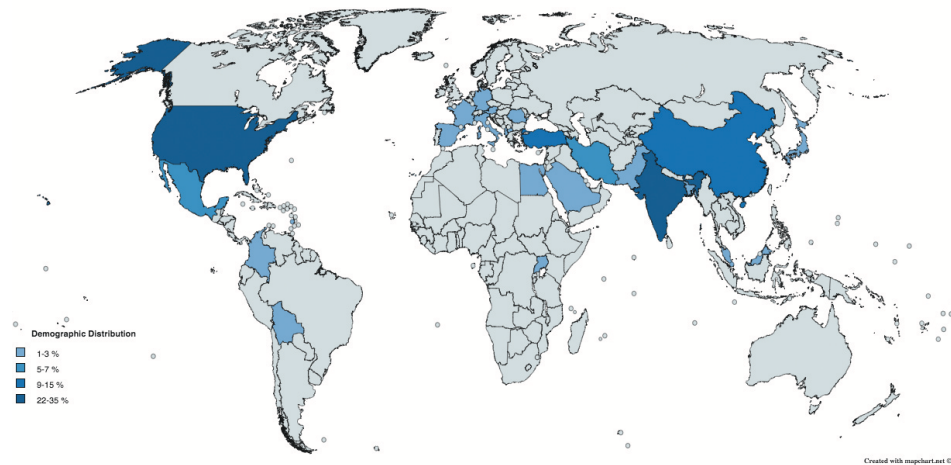 Demographic Distribution
1-3 %
5-7 %
9-15 %
22-35 %
Created with mapchart.net ©